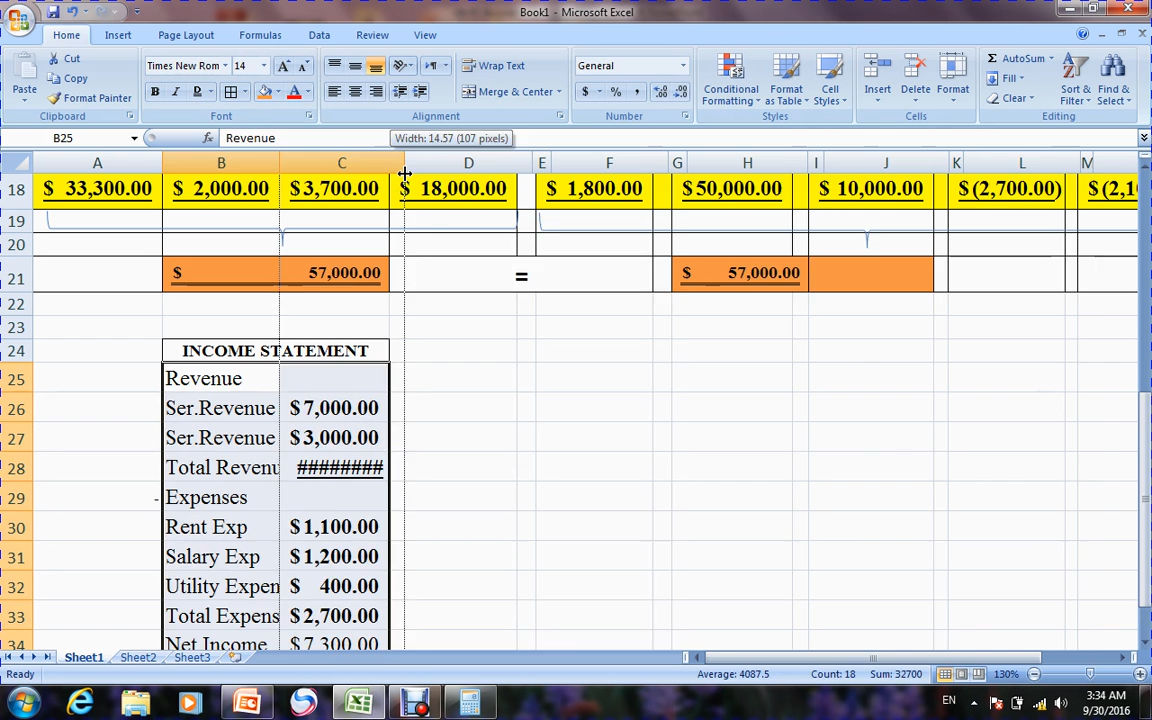 Book1 - Microsoft Excel
Home Insert Page Layout Formulas Data Review View
Paste Cut Copy Format Painter Clipboard
Times New Rom 14 B I U A Font
Wrap Text Merge & Center Alignment
General $ % , Number
Conditional Formatting Format as Table Cell Styles Styles
Insert Delete Format Cells
Σ AutoSum Fill Clear Sort & Filter Find & Select Editing
B25 fx Revenue Width: 14.57 (107 pixels)
A B C D E F G H I J K L M
18 $ 33,300.00 $ 2,000.00 $ 3,700.00 $ 18,000.00 $ 1,800.00 $ 50,000.00 $ 10,000.00 $ (2,700.00)
19
20
21 $ 57,000.00 = $ 57,000.00
22
23
24 INCOME STATEMENT
25 Revenue
26 Ser.Revenue $ 7,000.00
27 Ser.Revenue $ 3,000.00
28 Total Revenu ########
29 - Expenses
30 Rent Exp $ 1,100.00
31 Salary Exp $ 1,200.00
32 Utility Expen $ 400.00
33 Total Expens $ 2,700.00
34 Net Income $ 7,300.00
Sheet1 Sheet2 Sheet3
Ready Average: 4087.5 Count: 18 Sum: 32700 130%
EN 3:34 AM
9/30/2016